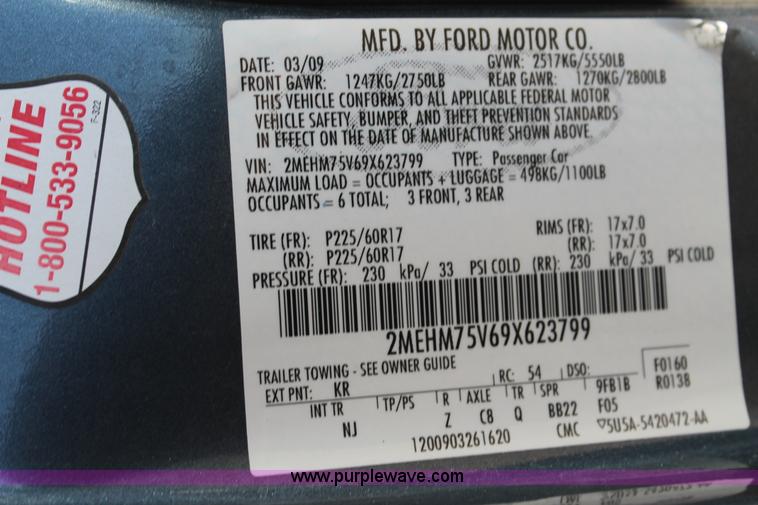 HOTLINE
1-800-533-9056
F-322
MFD. BY FORD MOTOR CO.
DATE: 03/09 GVWR: 2517KG/5550LB
FRONT GAWR: 1247KG/2750LB REAR GAWR: 1270KG/2800LB
THIS VEHICLE CONFORMS TO ALL APPLICABLE FEDERAL MOTOR
VEHICLE SAFETY, BUMPER, AND THEFT PREVENTION STANDARDS
IN EFFECT ON THE DATE OF MANUFACTURE SHOWN ABOVE.
VIN: 2MEHM75V69X623799 TYPE: Passenger Car
MAXIMUM LOAD = OCCUPANTS + LUGGAGE = 498KG/1100LB
OCCUPANTS = 6 TOTAL; 3 FRONT, 3 REAR
TIRE (FR): P225/60R17 RIMS (FR): 17x7.0
(RR): P225/60R17 (RR): 17x7.0
PRESSURE (FR): 230 kPa/ 33 PSI COLD (RR): 230 kPa/ 33 PSI COLD
2MEHM75V69X623799
TRAILER TOWING - SEE OWNER GUIDE
EXT PNT: KR RC: 54 DSO: F0160
INT TR TP/PS R AXLE TR SPR 9FB1B R0138
NJ Z C8 Q BB22 F05
1200903261620 CMC 5U5A-5420472-AA
www.purplewave.com